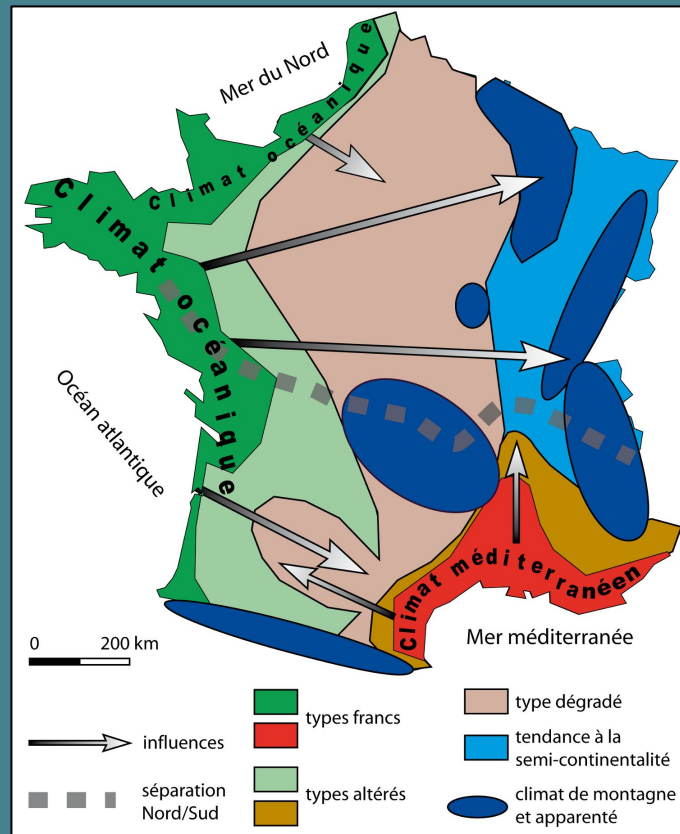 Mer du Nord
Climat océanique
Climat océanique
Océan atlantique
Climat méditerranéen
Mer méditerranée
0 200 km
influences
séparation
Nord/Sud
types francs
types altérés
type dégradé
tendance à la
semi-continentalité
climat de montagne
et apparenté